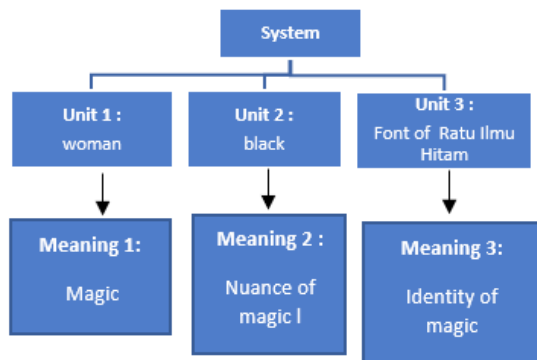 System
Unit 1 :
woman
Unit 2 :
black
Unit 3 :
Font of Ratu Ilmu
Hitam
Meaning 1:
Magic
Meaning 2 :
Nuance of
magic l
Meaning 3:
Identity of
magic